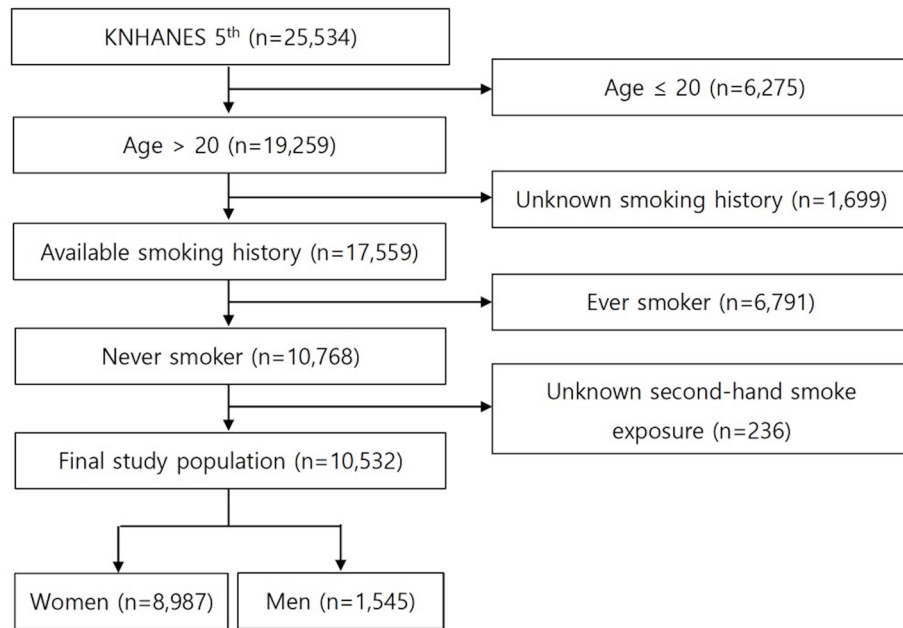 KNHANES 5th (n=25,534)
Age ≤ 20 (n=6,275)
Age > 20 (n=19,259)
Unknown smoking history (n=1,699)
Available smoking history (n=17,559)
Ever smoker (n=6,791)
Never smoker (n=10,768)
Unknown second-hand smoke
exposure (n=236)
Final study population (n=10,532)
Women (n=8,987)
Men (n=1,545)